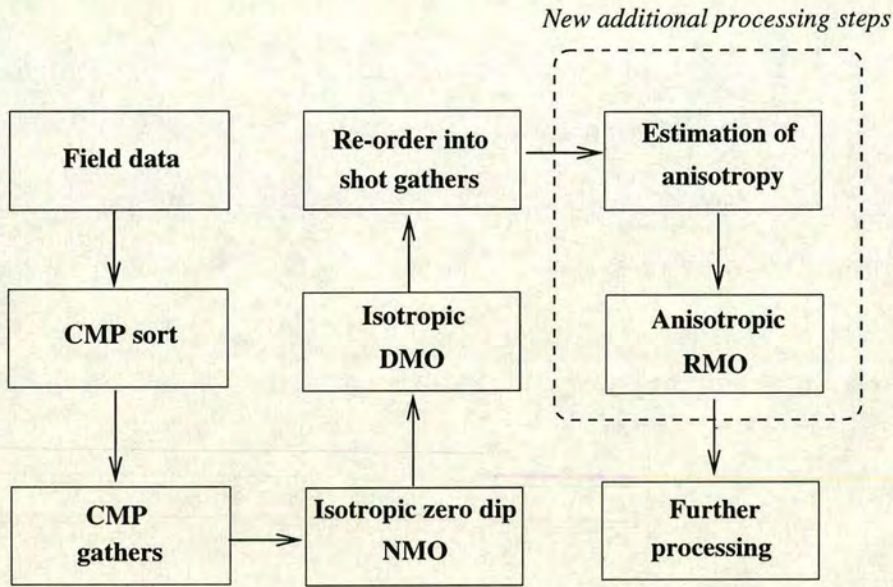 New additional processing steps
Field data
CMP sort
CMP
gathers
Isotropic zero dip
NMO
Isotropic
DMO
Re-order into
shot gathers
Estimation of
anisotropy
Anisotropic
RMO
Further
processing